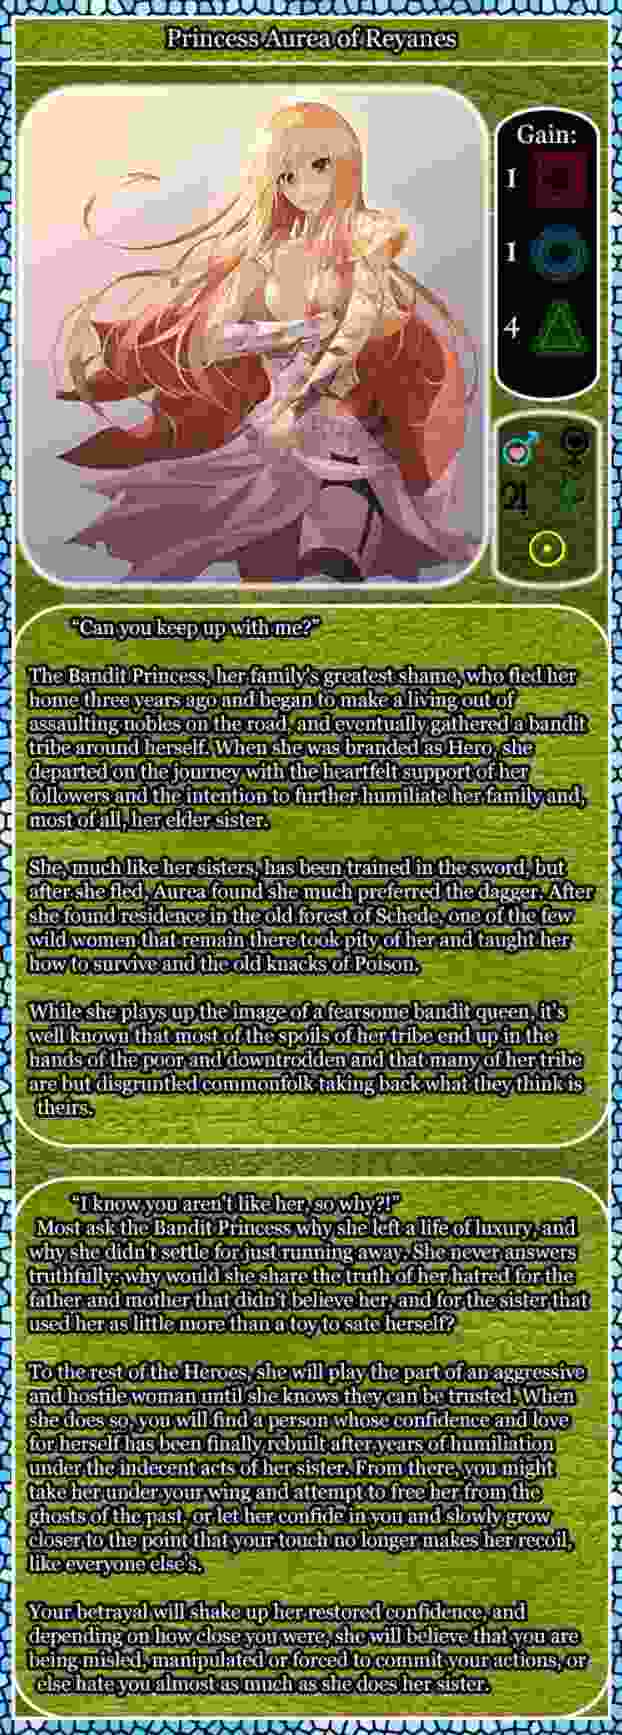 Princess Aurea of Reyanes
Gain:
1
1
4
"Can you keep up with me?"
The Bandit Princess, her family's greatest shame, who fled her
home three years ago and began to make a living out of
assaulting nobles on the road, and eventually gathered a bandit
tribe around herself. When she was branded as Hero, she
departed on the journey with the heartfelt support of her
followers and the intention to further humiliate her family and,
most of all, her elder sister.
She, much like her sisters, has been trained in the sword, but
after she fled, Aurea found she much preferred the dagger. After
she found residence in the old forest of Schede, one of the few
wild women that remain there took pity of her and taught her
how to survive and the old knacks of Poison.
While she plays up the image of a fearsome bandit queen, it's
well known that most of the spoils of her tribe end up in the
hands of the poor and downtrodden and that many of her tribe
are but disgruntled commonfolk taking back what they think is
theirs.
"I know you aren't like her, so why?!"
Most ask the Bandit Princess why she left a life of luxury, and
why she didn't settle for just running away. She never answers
truthfully: why would she share the truth of her hatred for the
father and mother that didn't believe her, and for the sister that
used her as little more than a toy to sate herself?
To the rest of the Heroes, she will play the part of an aggressive
and hostile woman until she knows they can be trusted. When
she does so, you will find a person whose confidence and love
for herself has been finally rebuilt after years of humiliation
under the indecent acts of her sister. From there, you might
take her under your wing and attempt to free her from the
ghosts of the past, or let her confide in you and slowly grow
closer to the point that your touch no longer makes her recoil,
like everyone else's.
Your betrayal will shake up her restored confidence, and
depending on how close you were, she will believe that you are
being misled, manipulated or forced to commit your actions, or
else hate you almost as much as she does her sister.